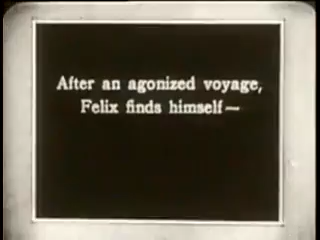 After an agonized voyage,
Felix finds himself—